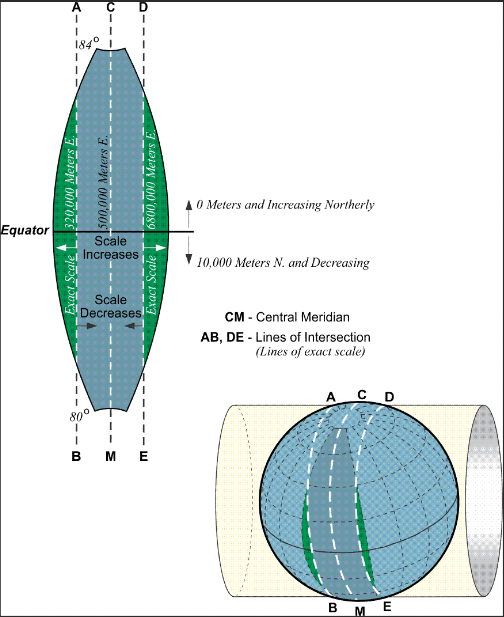 A C D
84°
320,000 Meters E.
500,000 Meters E.
6800,000 Meters E.
0 Meters and Increasing Northerly
Equator
Scale
Increases
10,000 Meters N. and Decreasing
Exact Scale
Exact Scale
Scale
Decreases
CM - Central Meridian
AB, DE - Lines of Intersection
(Lines of exact scale)
80°
B M E
A C D
B M E